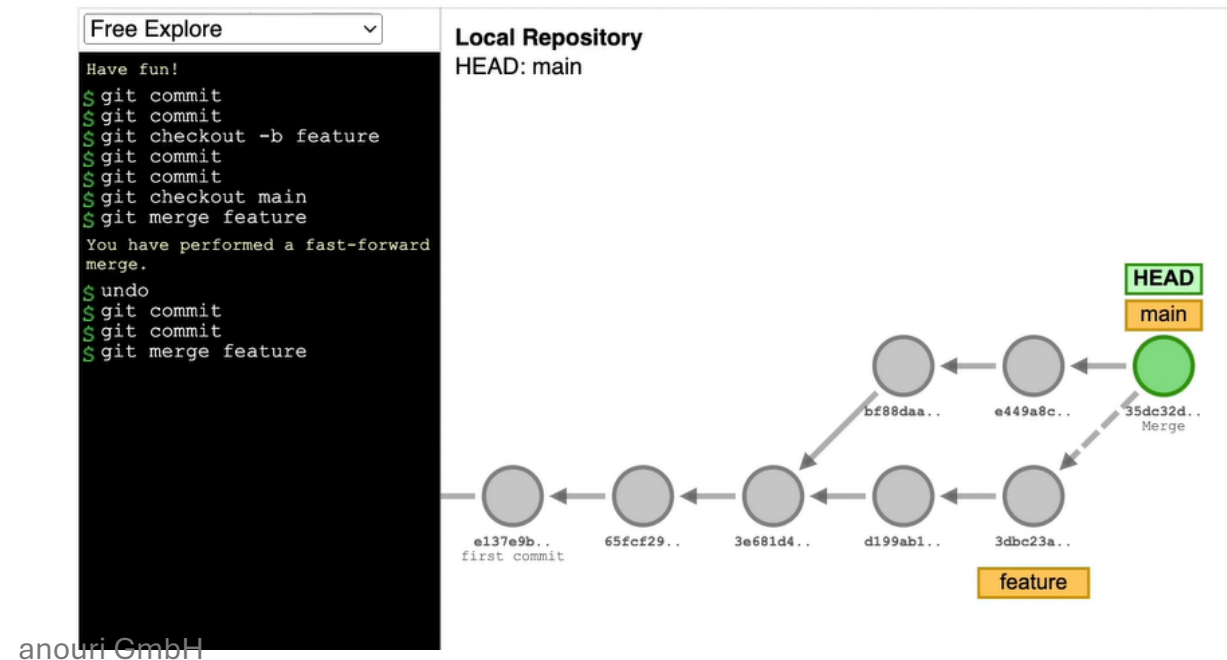 Free Explore
Have fun!
$ git commit
$ git commit
$ git checkout -b feature
$ git commit
$ git commit
$ git checkout main
$ git merge feature
You have performed a fast-forward
merge.
$ undo
$ git commit
$ git commit
$ git merge feature
Local Repository
HEAD: main
HEAD
main
bf88daa..
e449a8c..
35dc32d..
Merge
e137e9b..
first commit
65fcf29..
3e681d4..
d199ab1..
3dbc23a..
feature
anouri GmbH